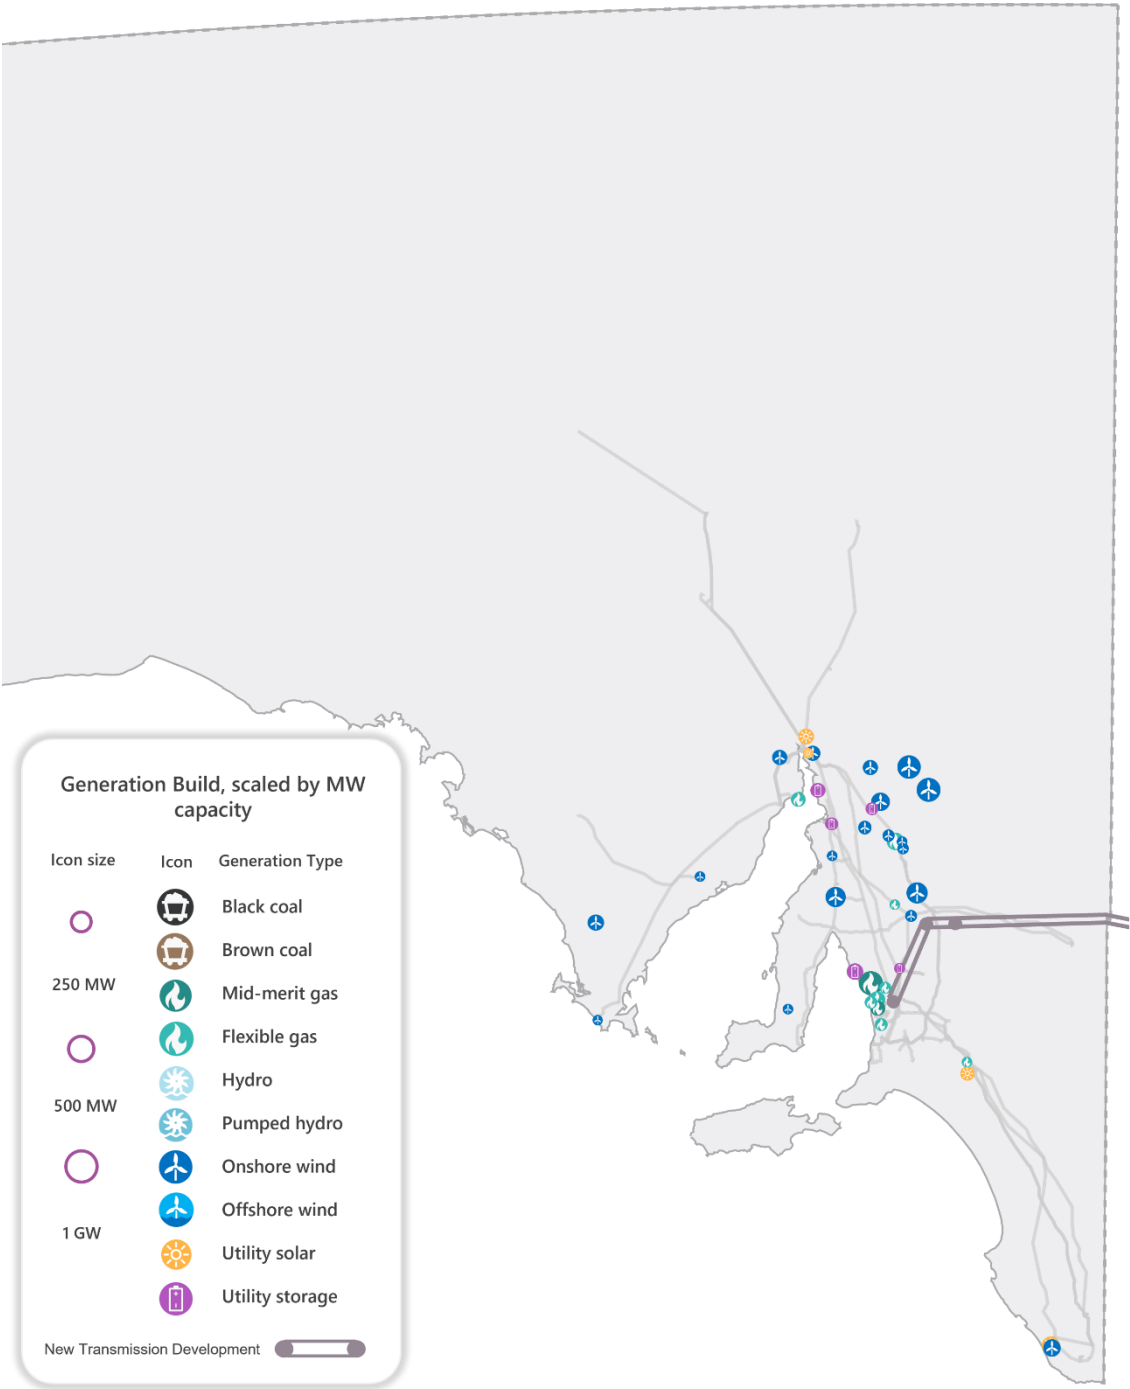 Generation Build, scaled by MW
capacity
Icon size Icon Generation Type
Black coal
Brown coal
250 MW
Mid-merit gas
Flexible gas
Hydro
500 MW
Pumped hydro
Onshore wind
Offshore wind
1 GW
Utility solar
Utility storage
New Transmission Development